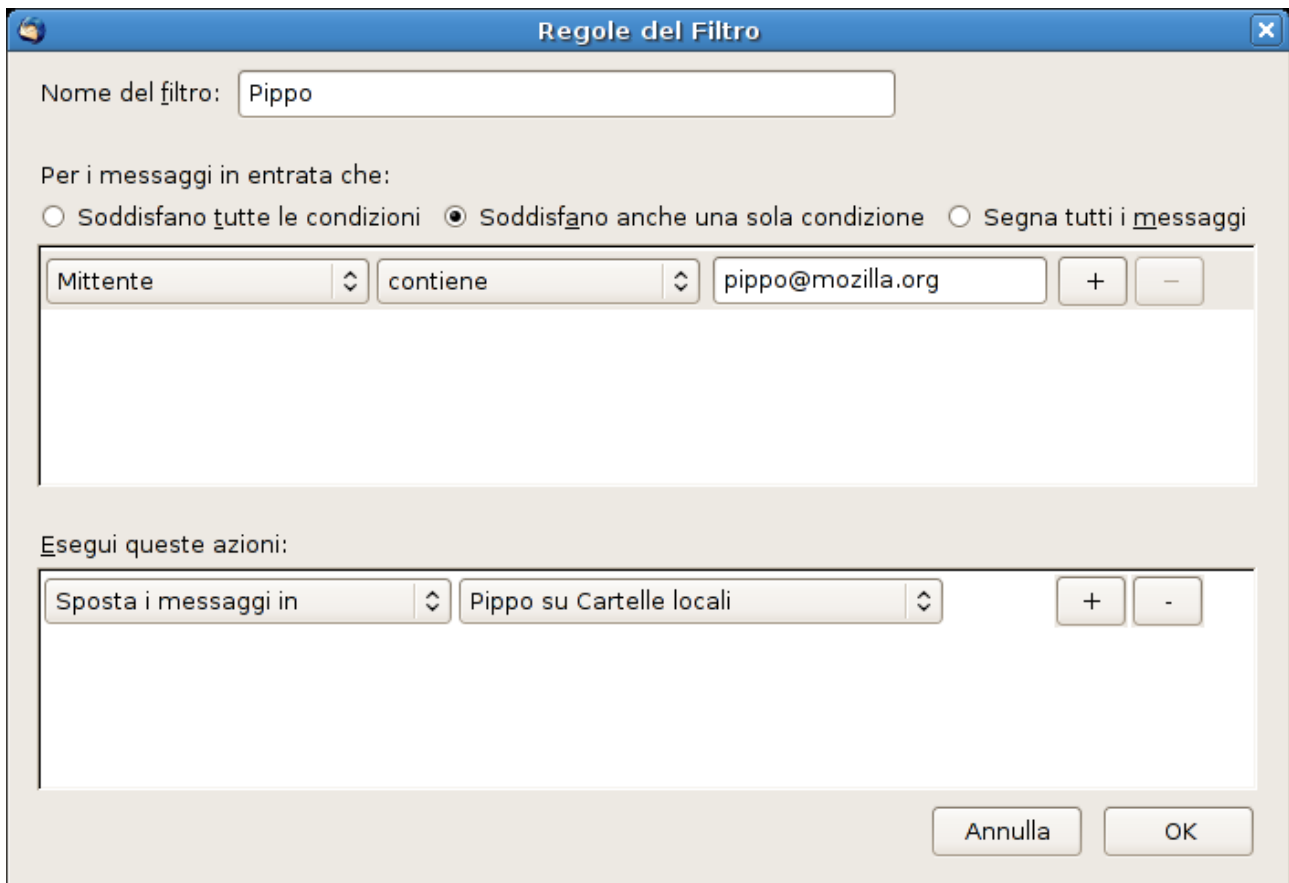 Regole del Filtro
Nome del filtro: Pippo
Per i messaggi in entrata che:
Soddisfano tutte le condizioni Soddisfano anche una sola condizione Segna tutti i messaggi
Mittente contiene pippo@mozilla.org + −
Esegui queste azioni:
Sposta i messaggi in Pippo su Cartelle locali + -
Annulla OK